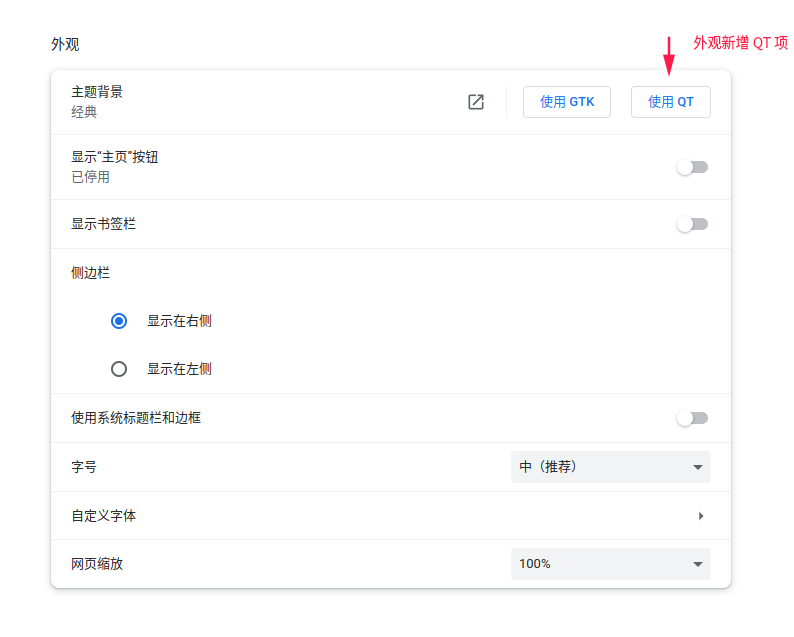 外观
外观新增 QT 项
主题背景
经典
使用 GTK
使用 QT
显示“主页”按钮
已停用
显示书签栏
侧边栏
显示在右侧
显示在左侧
使用系统标题栏和边框
字号
中（推荐）
自定义字体
网页缩放
100%